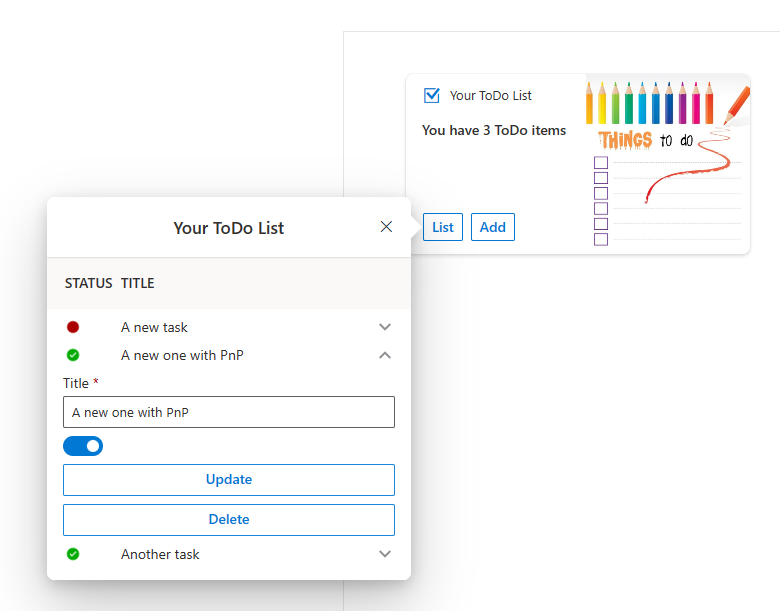 Your ToDo List
You have 3 ToDo items
THINGS to do
List Add
Your ToDo List
STATUS TITLE
A new task
A new one with PnP
Title *
A new one with PnP
Update
Delete
Another task